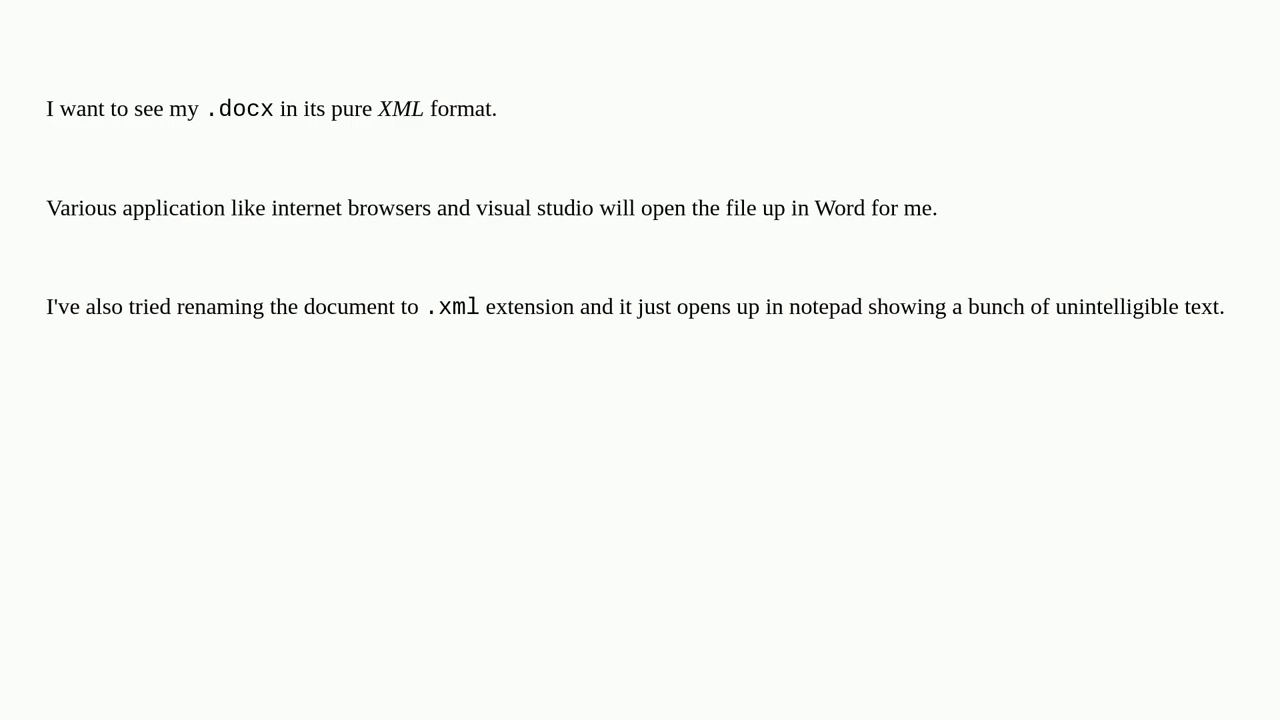 I want to see my .docx in its pure XML format.
Various application like internet browsers and visual studio will open the file up in Word for me.
I've also tried renaming the document to .xml extension and it just opens up in notepad showing a bunch of unintelligible text.